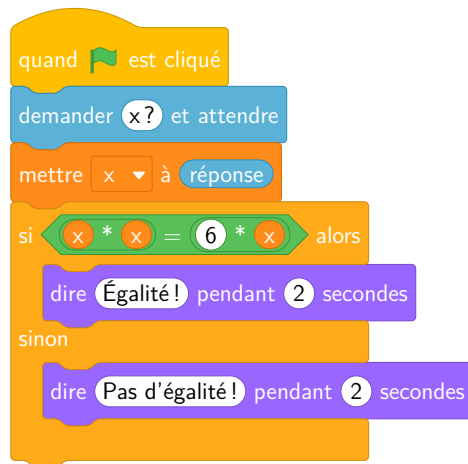 quand est cliqué
demander x ? et attendre
mettre x à réponse
si x * x = 6 * x alors
dire Égalité ! pendant 2 secondes
sinon
dire Pas d'égalité ! pendant 2 secondes